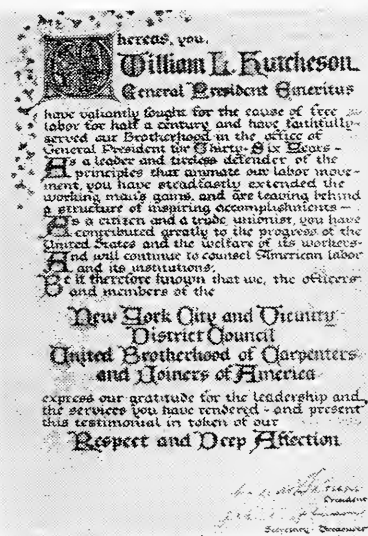 Whereas, you,
William L. Hutcheson
General President Emeritus
have valiantly fought for the cause of free
labor for half a century and have faithfully
served our Brotherhood in the office of
General President for Thirty-Six Years -
As a leader and tireless defender of the
principles that animate our labor move-
ment, you have steadfastly extended the
working man's gains, and are leaving behind
a structure of inspiring accomplishments -
As a citizen and a trade unionist, you have
contributed greatly to the progress of the
United States and the welfare of its workers-
And will continue to counsel American labor
and its institutions.
Be it therefore known that we, the officers
and members of the
New York City and Vicinity
District Council
United Brotherhood of Carpenters
and Joiners of America
express our gratitude for the leadership and
the services you have rendered - and present
this testimonial in token of our
Respect and Deep Affection
President
Secretary-Treasurer